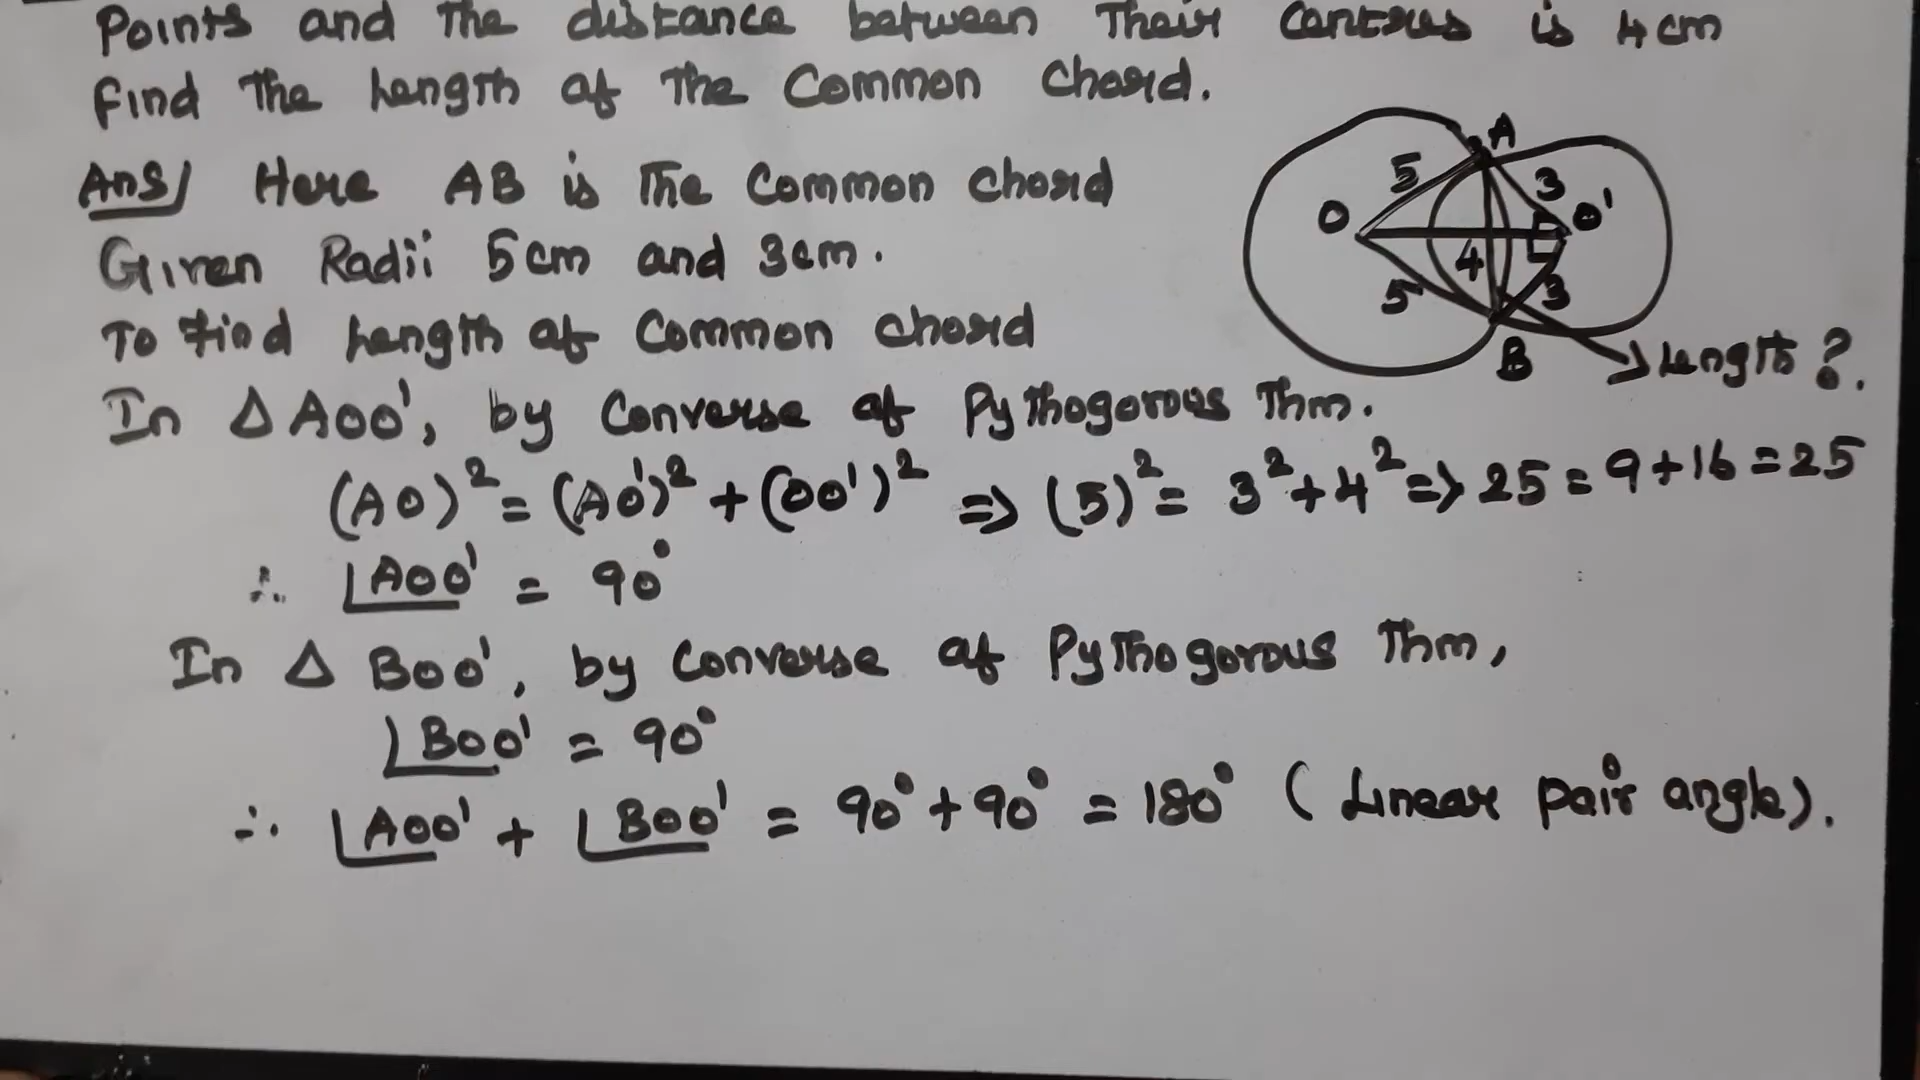 Points and The distance between Their Centres is 4 cm
find The Length of The Common Chord.
Ans/ Here AB is The Common chord
Given Radii 5cm and 3cm.
To find Length of Common chord
In Δ AOO', by Converse of Pythogorous Thm.
(AO)² = (AO')² + (OO')² => (5)² = 3² + 4² => 25 = 9 + 16 = 25
∴ ∠AOO' = 90°
In Δ BOO', by Converse of Pythogorous Thm,
∠BOO' = 90°
∴ ∠AOO' + ∠BOO' = 90° + 90° = 180° (Linear pair angle).
A
5
3
O
O'
4
5
3
B
Length ?.